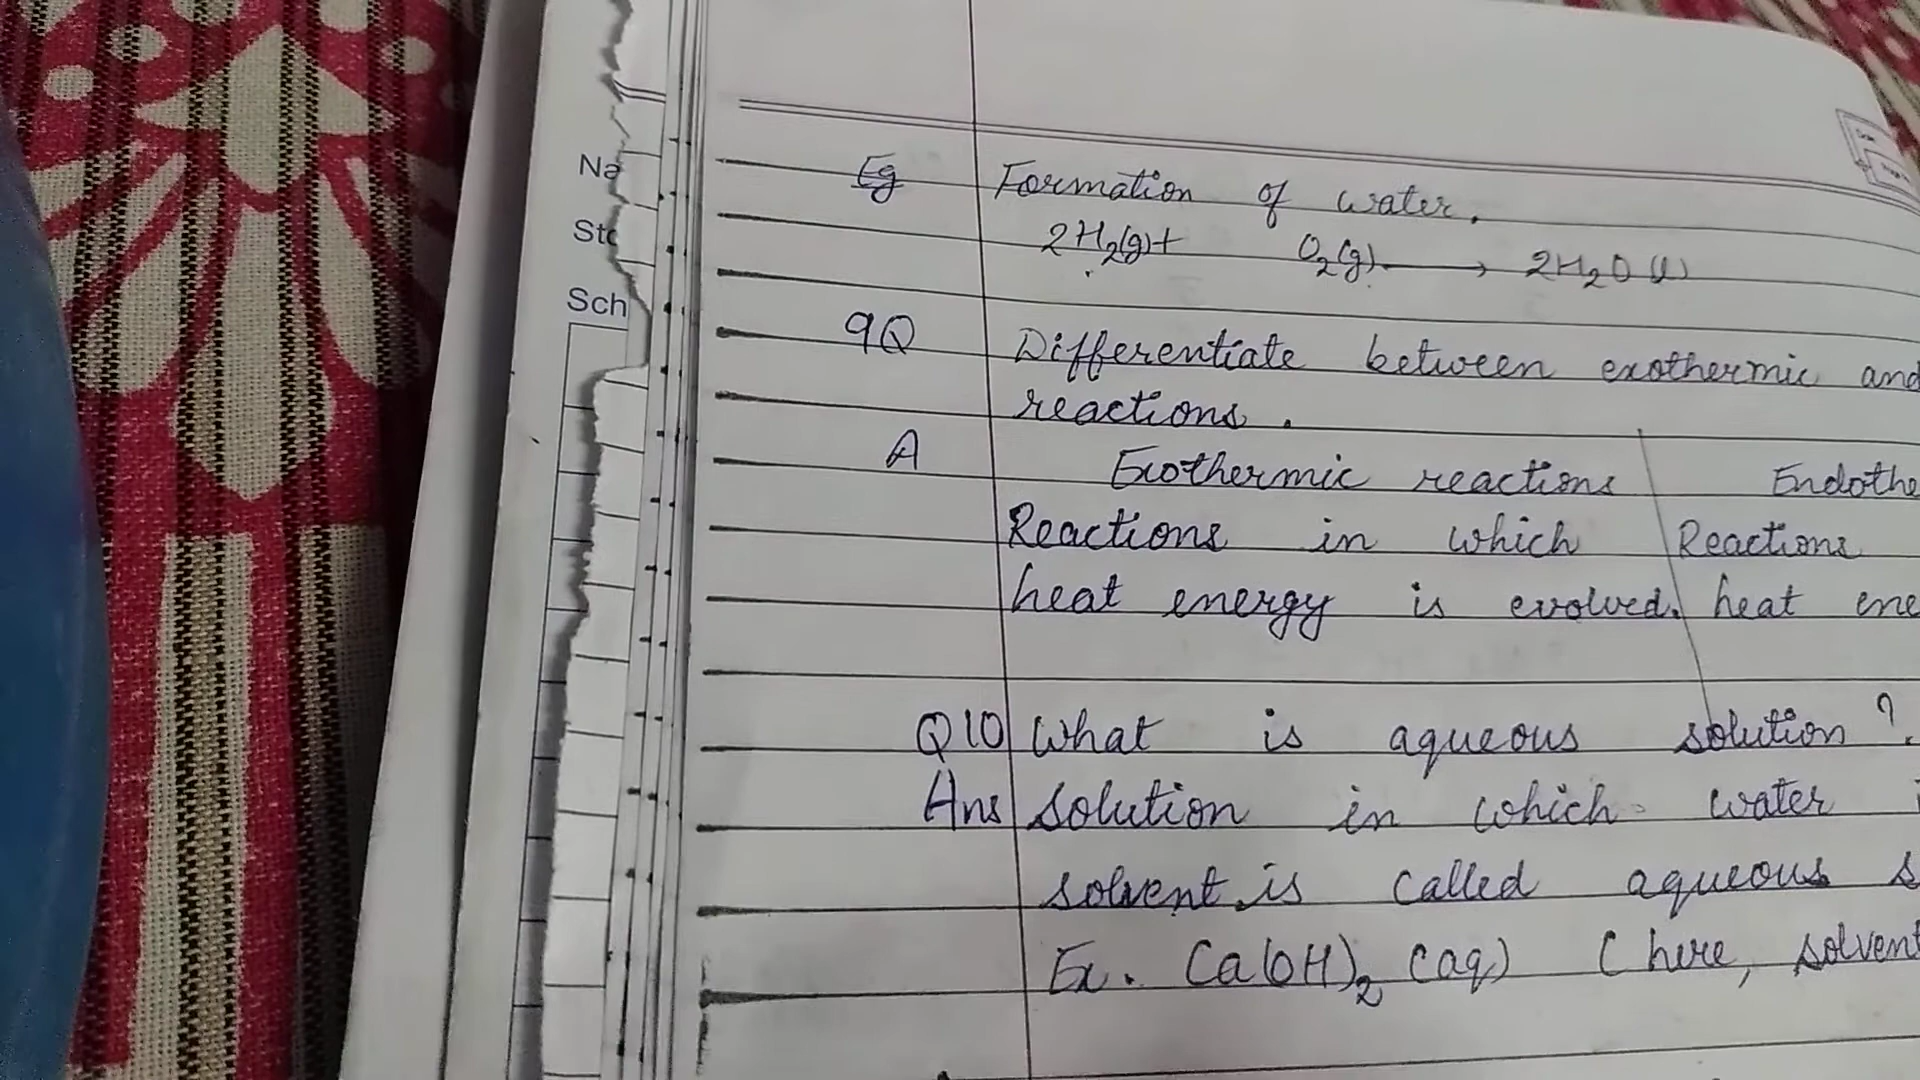 Na
Sto
Sch
Eg Formation of water.
2H₂(g)+ O₂(g) ⟶ 2H₂O (l)
9Q Differentiate between exothermic and
reactions.
A Exothermic reactions Endothe
Reactions in which Reactions
heat energy is evolved. heat ene
Q10 What is aqueous solution?
Ans solution in which water i
solvent is called aqueous s
Ex. Ca(OH)₂ (aq) (here, solvent